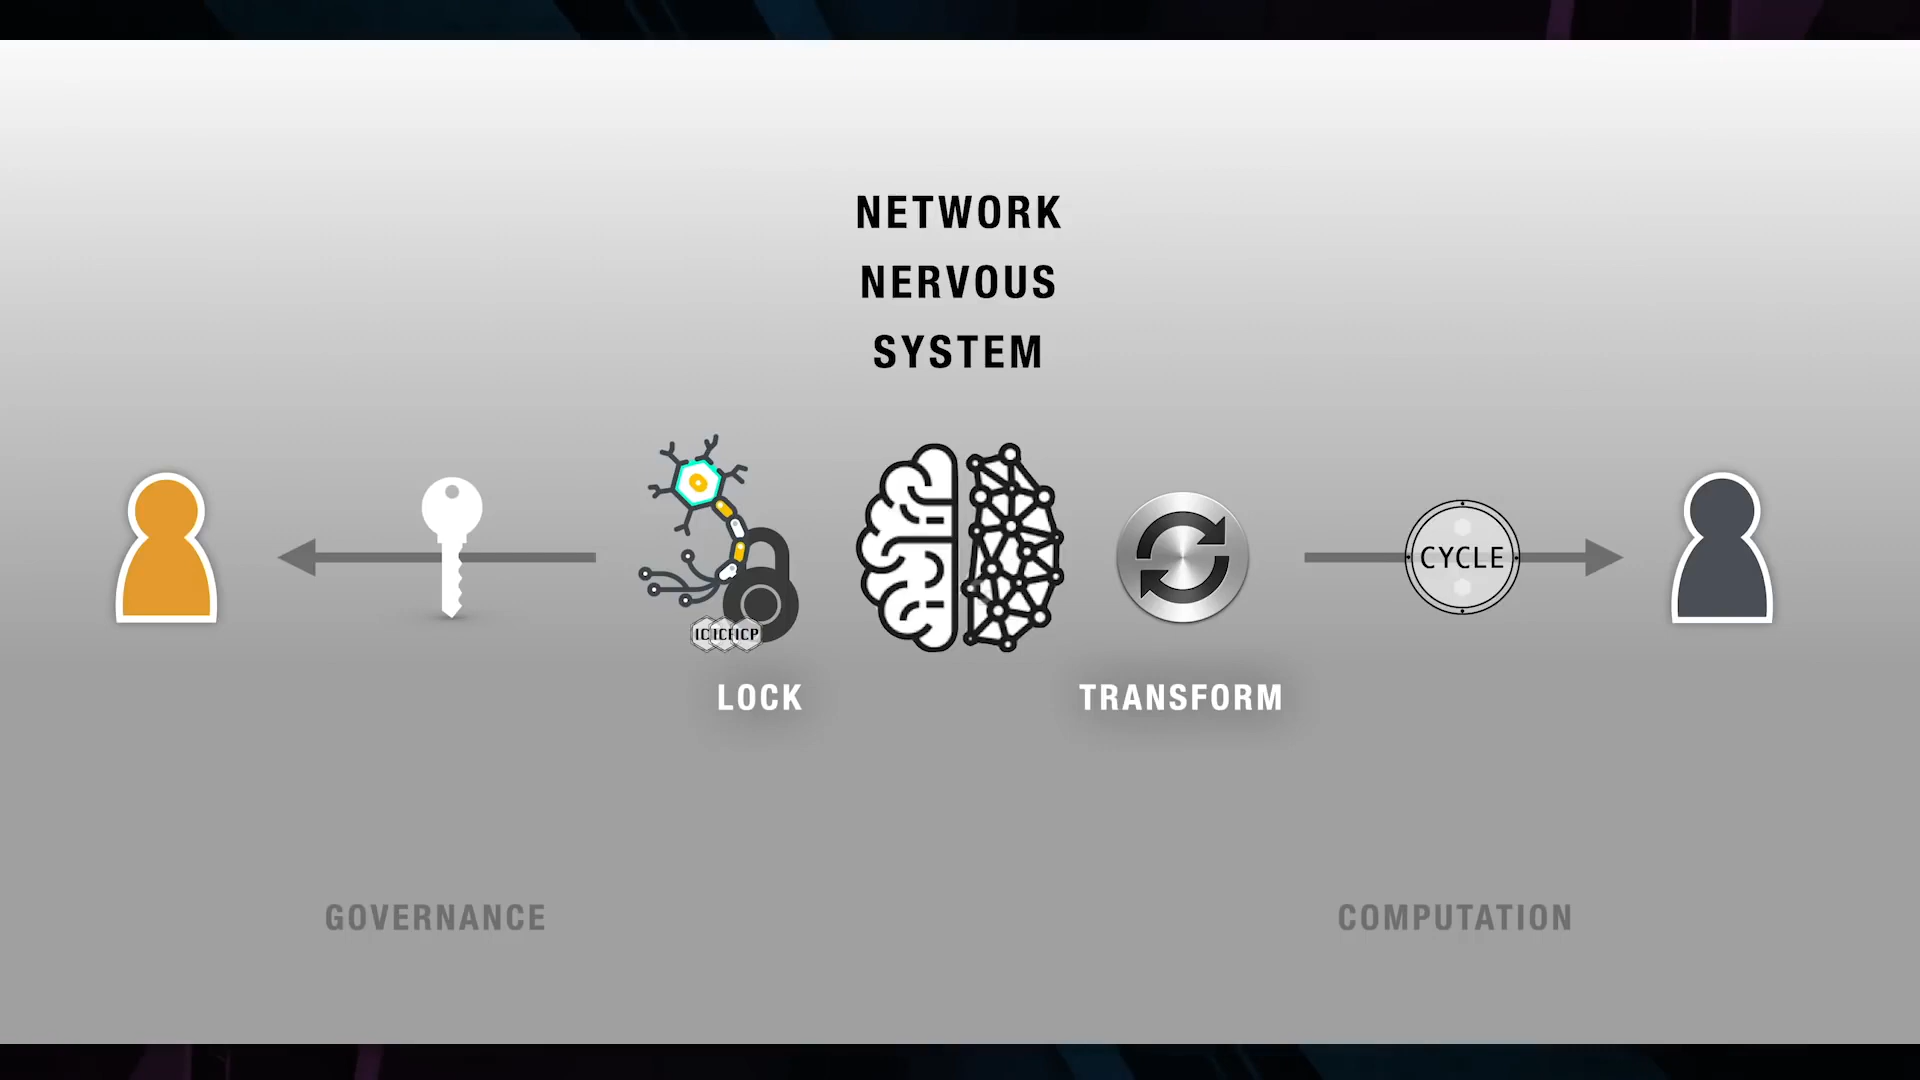 NETWORK
NERVOUS
SYSTEM
CYCLE
IC ICP ICP
LOCK
TRANSFORM
GOVERNANCE
COMPUTATION